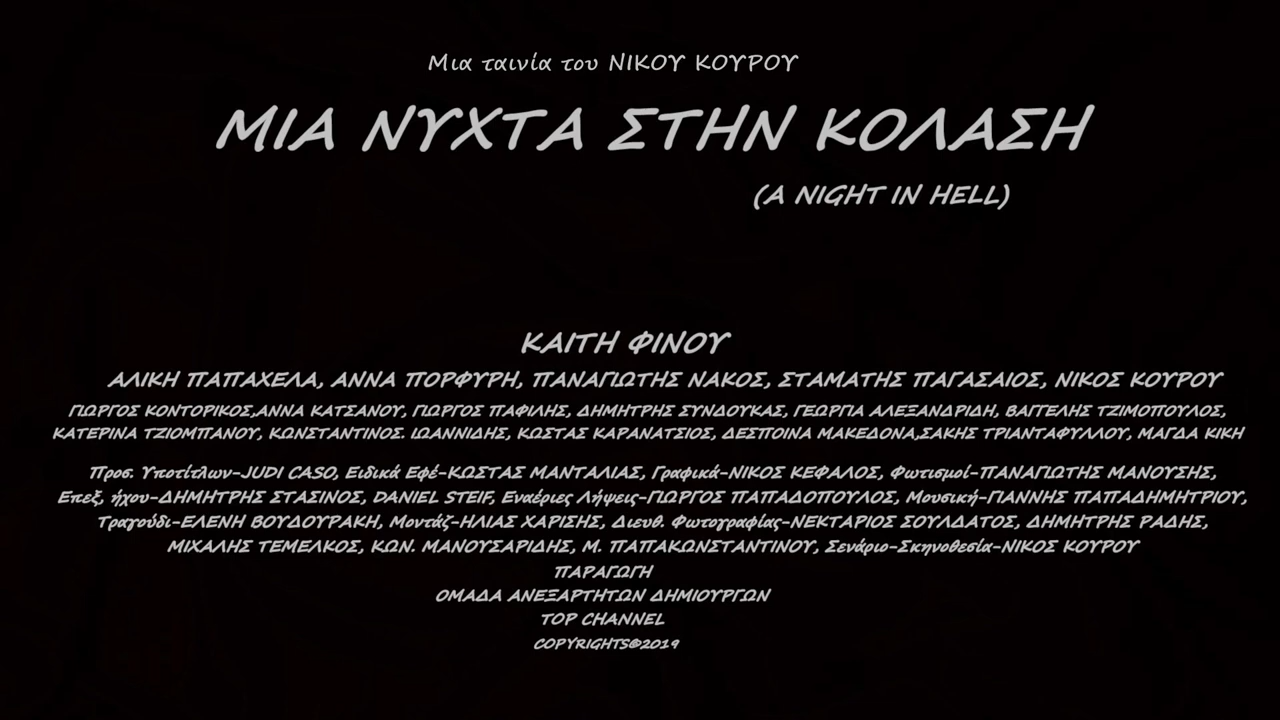 Μια ταινία του ΝΙΚΟΥ ΚΟΥΡΟΥ
ΜΙΑ ΝΥΧΤΑ ΣΤΗΝ ΚΟΛΑΣΗ
(A NIGHT IN HELL)
ΚΑΙΤΗ ΦΙΝΟΥ
ΑΛΙΚΗ ΠΑΠΑΧΕΛΑ, ΑΝΝΑ ΠΟΡΦΥΡΗ, ΠΑΝΑΓΙΩΤΗΣ ΝΑΚΟΣ, ΣΤΑΜΑΤΗΣ ΠΑΓΑΣΑΙΟΣ, ΝΙΚΟΣ ΚΟΥΡΟΥ
ΓΙΩΡΓΟΣ ΚΟΝΤΟΡΙΚΟΣ,ΑΝΝΑ ΚΑΤΣΑΝΟΥ, ΓΙΩΡΓΟΣ ΠΑΦΙΛΗΣ, ΔΗΜΗΤΡΗΣ ΣΥΝΔΟΥΚΑΣ, ΓΕΩΡΓΙΑ ΑΛΕΞΑΝΔΡΙΔΗ, ΒΑΓΓΕΛΗΣ ΤΖΙΜΟΠΟΥΛΟΣ,
ΚΑΤΕΡΙΝΑ ΤΖΙΟΜΠΑΝΟΥ, ΚΩΝΣΤΑΝΤΙΝΟΣ. ΙΩΑΝΝΙΔΗΣ, ΚΩΣΤΑΣ ΚΑΡΑΝΑΤΣΙΟΣ, ΔΕΣΠΟΙΝΑ ΜΑΚΕΔΟΝΑ,ΣΑΚΗΣ ΤΡΙΑΝΤΑΦΥΛΛΟΥ, ΜΑΓΔΑ ΚΙΚΗ
Προσ. Υποτίτλων-JUDI CASO, Ειδικά Εφέ-ΚΩΣΤΑΣ ΜΑΝΤΑΛΙΑΣ, Γραφικά-ΝΙΚΟΣ ΚΕΦΑΛΟΣ, Φωτισμοί-ΠΑΝΑΓΙΩΤΗΣ ΜΑΝΟΥΣΗΣ,
Επεξ. ήχου-ΔΗΜΗΤΡΗΣ ΣΤΑΣΙΝΟΣ, DANIEL STEIF, Εναέριες Λήψεις-ΓΙΩΡΓΟΣ ΠΑΠΑΔΟΠΟΥΛΟΣ, Μουσική-ΓΙΑΝΝΗΣ ΠΑΠΑΔΗΜΗΤΡΙΟΥ,
Τραγούδι-ΕΛΕΝΗ ΒΟΥΔΟΥΡΑΚΗ, Μοντάζ-ΗΛΙΑΣ ΧΑΡΙΣΗΣ, Διευθ. Φωτογραφίας-ΝΕΚΤΑΡΙΟΣ ΣΟΥΛΔΑΤΟΣ, ΔΗΜΗΤΡΗΣ ΡΑΔΗΣ,
ΜΙΧΑΛΗΣ ΤΕΜΕΛΚΟΣ, ΚΩΝ. ΜΑΝΟΥΣΑΡΙΔΗΣ, Μ. ΠΑΠΑΚΩΝΣΤΑΝΤΙΝΟΥ, Σενάριο-Σκηνοθεσία-ΝΙΚΟΣ ΚΟΥΡΟΥ
ΠΑΡΑΓΩΓΗ
ΟΜΑΔΑ ΑΝΕΞΑΡΤΗΤΩΝ ΔΗΜΙΟΥΡΓΩΝ
TOP CHANNEL
COPYRIGHTS©2019